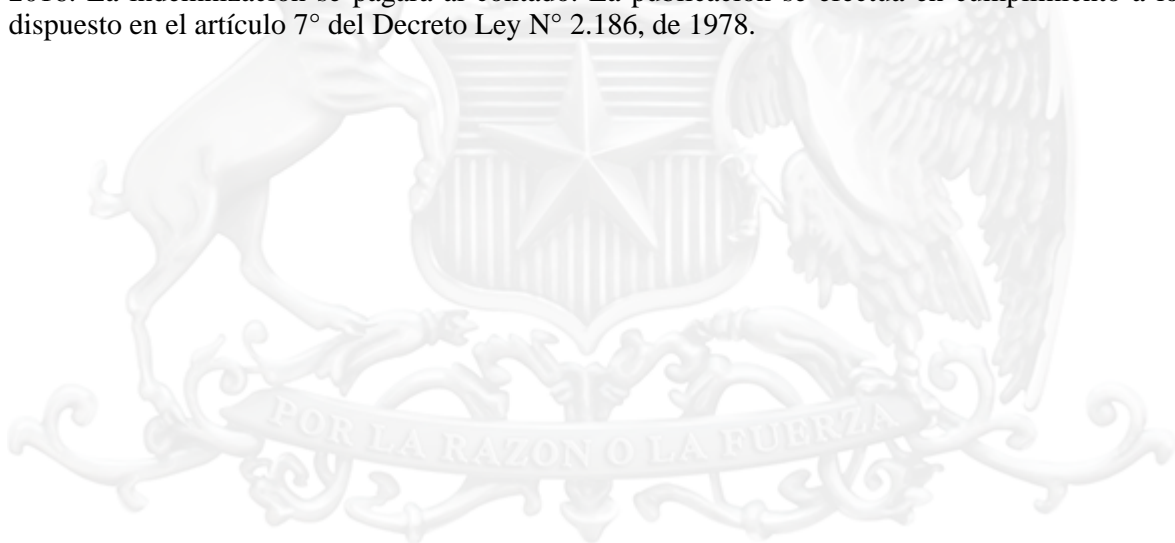 2018. La indemnización se pagará al contado. La publicación se efectúa en cumplimiento a lo
dispuesto en el artículo 7° del Decreto Ley N° 2.186, de 1978.
POR LA RAZON O LA FUERZA